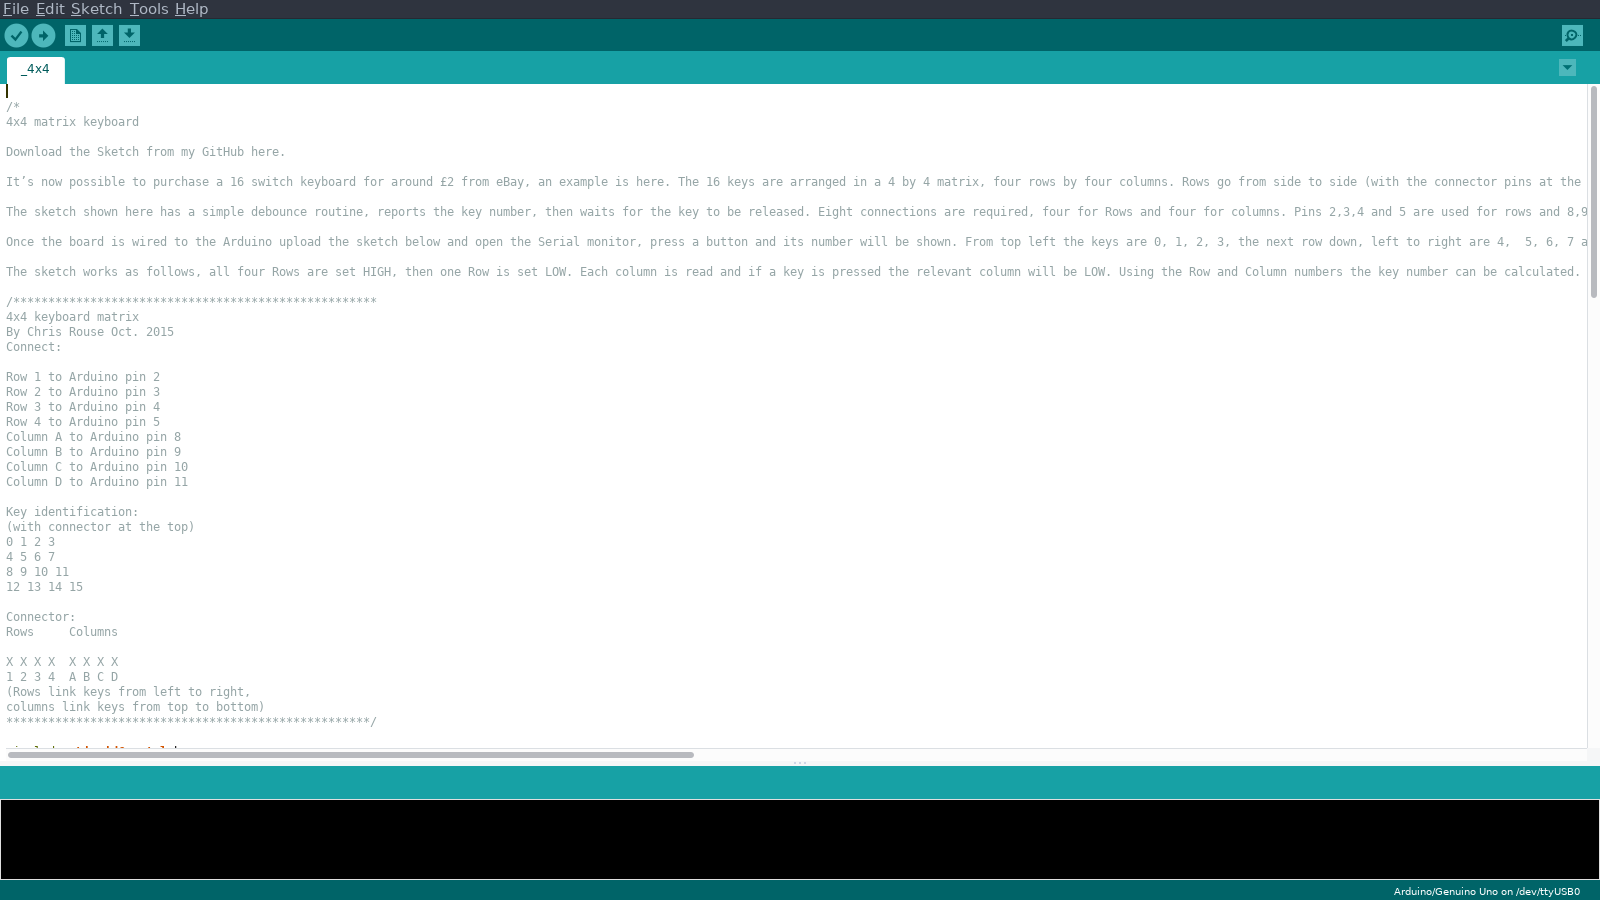 File Edit Sketch Tools Help
_4x4
/*
4x4 matrix keyboard
Download the Sketch from my GitHub here.
It’s now possible to purchase a 16 switch keyboard for around £2 from eBay, an example is here. The 16 keys are arranged in a 4 by 4 matrix, four rows by four columns. Rows go from side to side (with the connector pins at the
The sketch shown here has a simple debounce routine, reports the key number, then waits for the key to be released. Eight connections are required, four for Rows and four for columns. Pins 2,3,4 and 5 are used for rows and 8,9
Once the board is wired to the Arduino upload the sketch below and open the Serial monitor, press a button and its number will be shown. From top left the keys are 0, 1, 2, 3, the next row down, left to right are 4,  5, 6, 7 a
The sketch works as follows, all four Rows are set HIGH, then one Row is set LOW. Each column is read and if a key is pressed the relevant column will be LOW. Using the Row and Column numbers the key number can be calculated.
/****************************************************
4x4 keyboard matrix
By Chris Rouse Oct. 2015
Connect:
Row 1 to Arduino pin 2
Row 2 to Arduino pin 3
Row 3 to Arduino pin 4
Row 4 to Arduino pin 5
Column A to Arduino pin 8
Column B to Arduino pin 9
Column C to Arduino pin 10
Column D to Arduino pin 11
Key identification:
(with connector at the top)
0 1 2 3
4 5 6 7
8 9 10 11
12 13 14 15
Connector:
Rows     Columns
X X X X  X X X X
1 2 3 4  A B C D
(Rows link keys from left to right,
columns link keys from top to bottom)
****************************************************/
Arduino/Genuino Uno on /dev/ttyUSB0